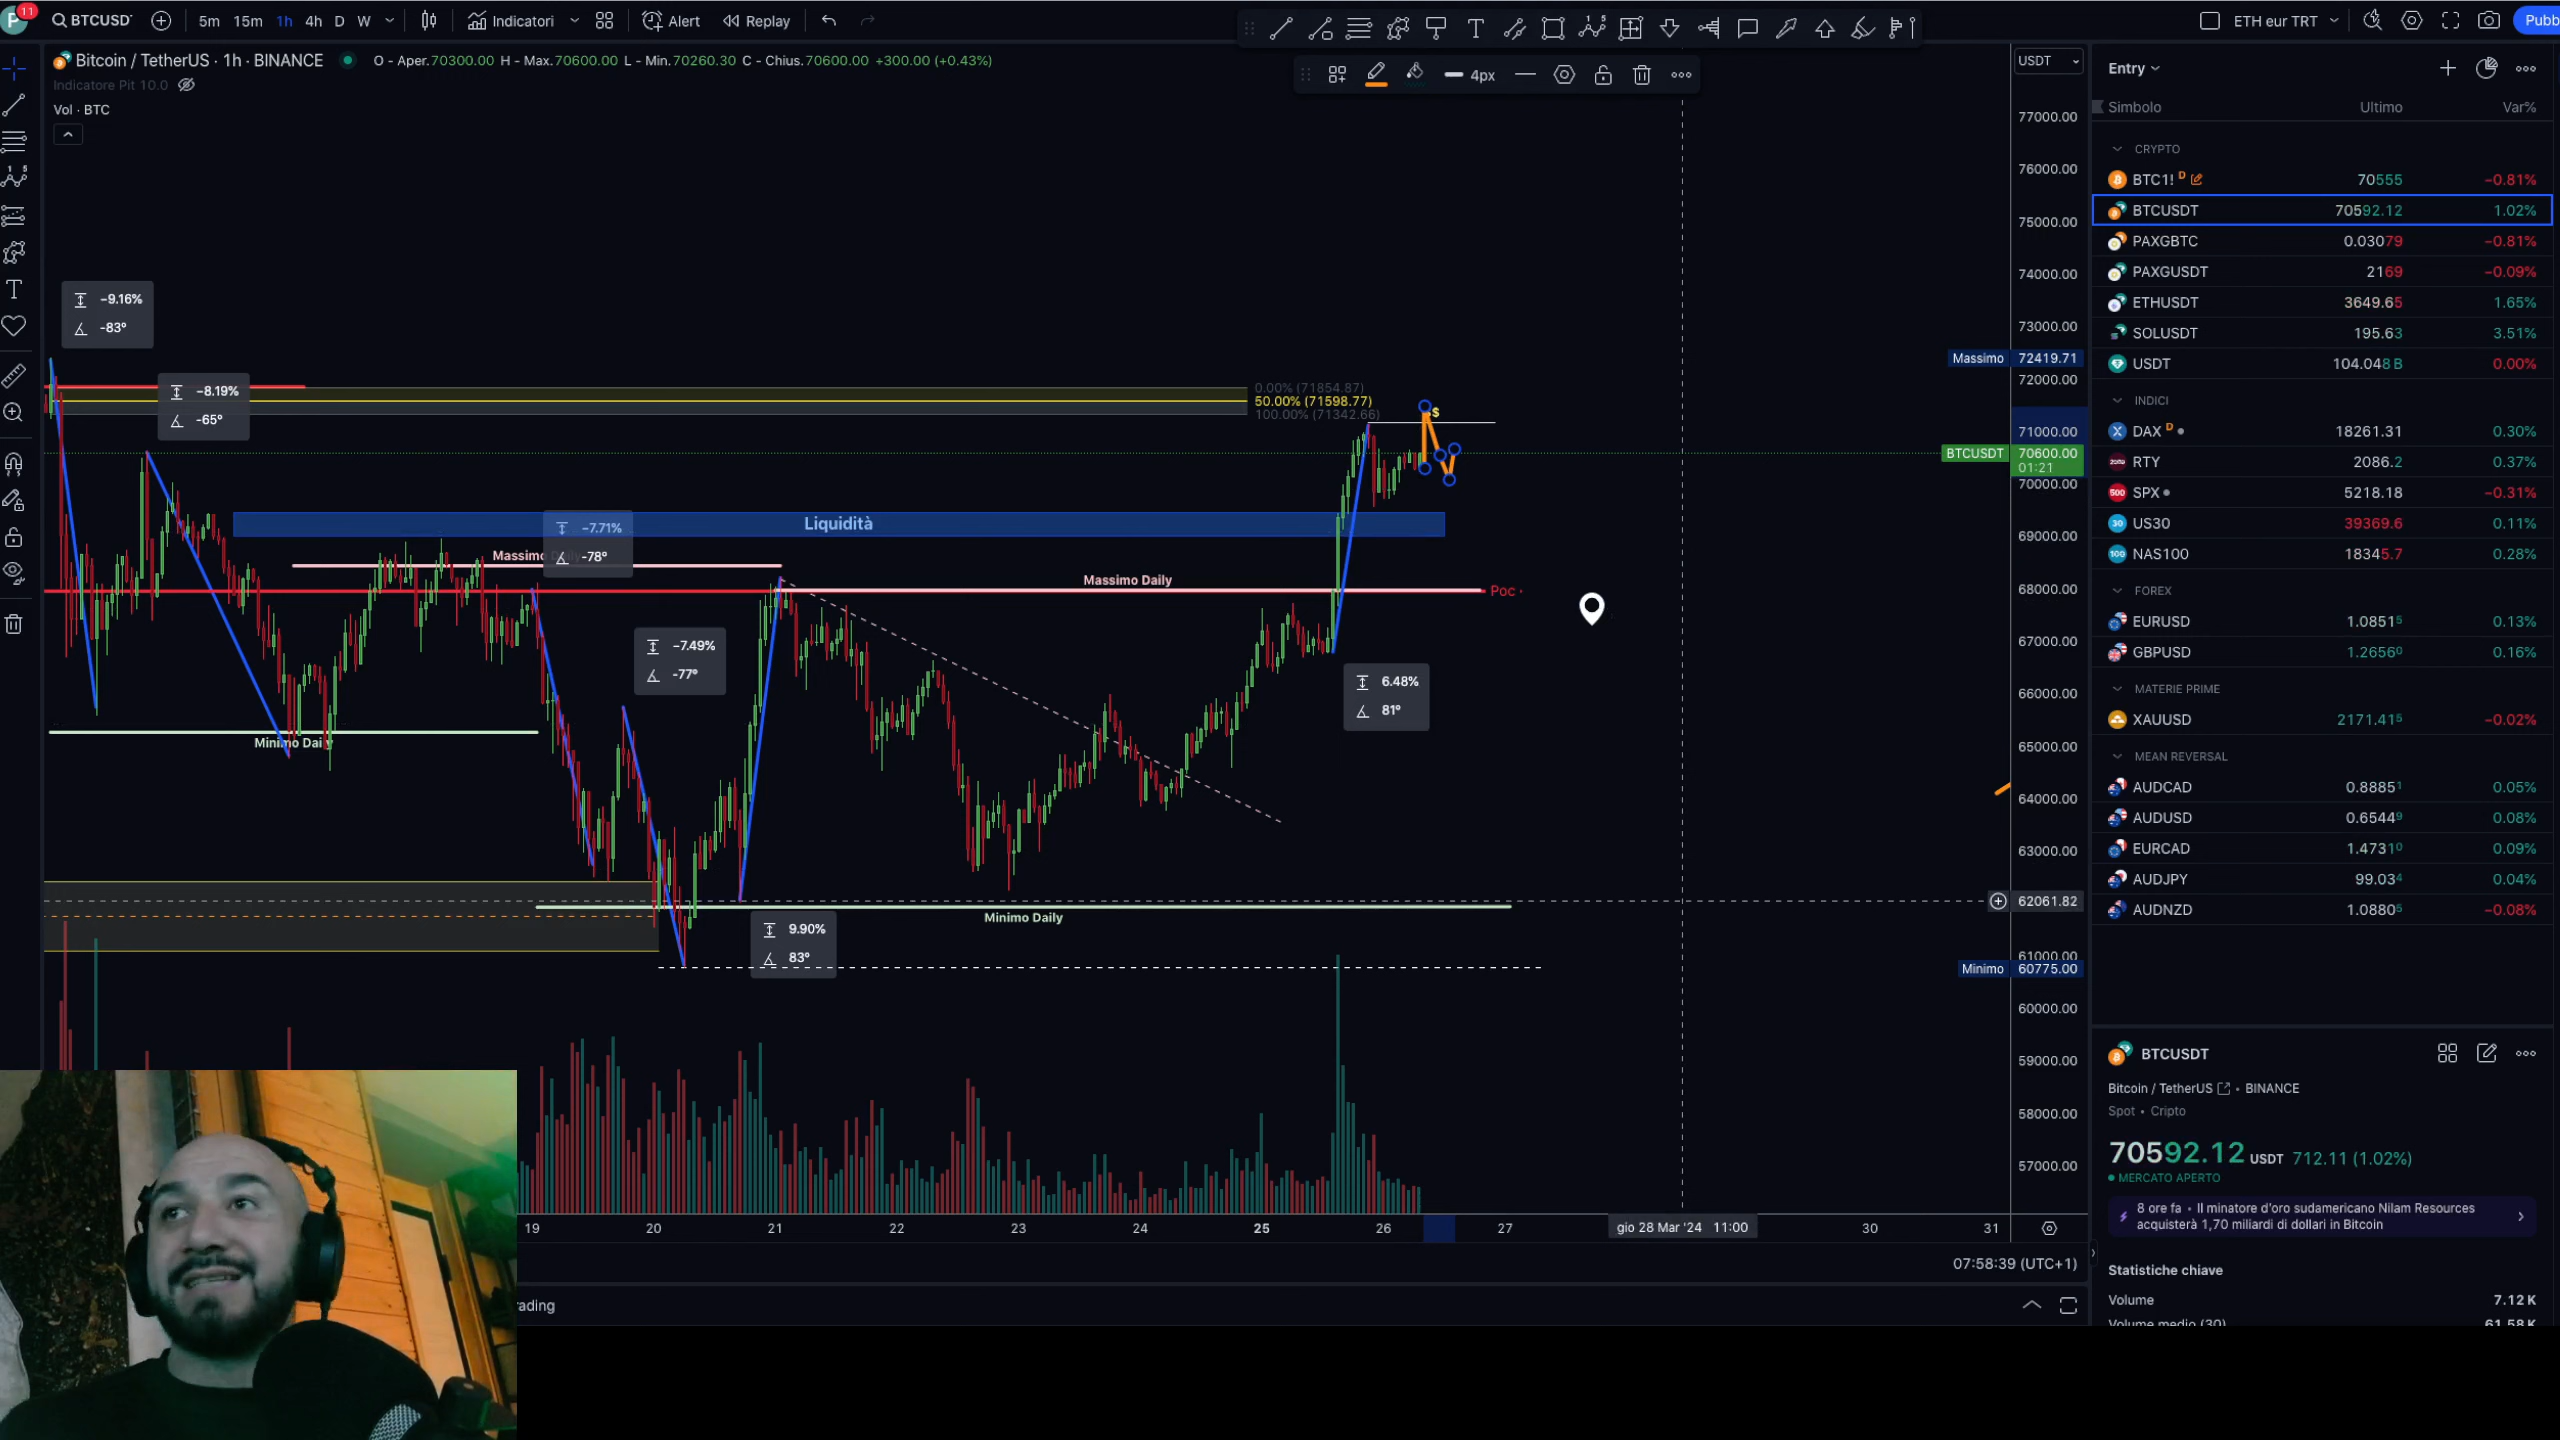 11
BTCUSD
5m 15m 1h 4h D W
Indicatori
Alert
Replay
ETH eur TRT
Pubb
Bitcoin / TetherUS · 1h · BINANCE
O - Aper.70300.00 H - Max.70600.00 L - Min.70260.30 C - Chius.70600.00 +300.00 (+0.43%)
Indicatore Pit 10.0
Vol · BTC
4px
T
T
USDT
77000.00
76000.00
75000.00
74000.00
73000.00
Massimo 72419.71
72000.00
71000.00
BTCUSDT 70600.00
01:21
70000.00
69000.00
68000.00
67000.00
66000.00
65000.00
64000.00
63000.00
62061.82
61000.00
Minimo 60775.00
60000.00
59000.00
58000.00
57000.00
−9.16%
-83°
−8.19%
-65°
0.00% (71854.87)
50.00% (71598.77)
100.00% (71342.66)
$
Liquidità
−7.71%
-78°
Massimo
Massimo Daily
Poc
−7.49%
-77°
6.48%
81°
Minimo Daily
Minimo Daily
9.90%
83°
19 20 21 22 23 24 25 26 27 gio 28 Mar '24 11:00 30 31
07:58:39 (UTC+1)
ading
Entry
Simbolo Ultimo Var%
CRYPTO
BTC1! D 70555 −0.81%
BTCUSDT 70592.12 1.02%
PAXGBTC 0.03079 −0.81%
PAXGUSDT 2169 −0.09%
ETHUSDT 3649.65 1.65%
SOLUSDT 195.63 3.51%
USDT 104.048 B 0.00%
INDICI
DAX D 18261.31 0.30%
RTY 2086.2 0.37%
500 SPX 5218.18 −0.31%
30 US30 39369.6 0.11%
100 NAS100 18345.7 0.28%
FOREX
EURUSD 1.08515 0.13%
GBPUSD 1.26560 0.16%
MATERIE PRIME
XAUUSD 2171.415 −0.02%
MEAN REVERSAL
AUDCAD 0.88851 0.05%
AUDUSD 0.65449 0.08%
EURCAD 1.47310 0.09%
AUDJPY 99.034 0.04%
AUDNZD 1.08805 −0.08%
BTCUSDT
Bitcoin / TetherUS • BINANCE
Spot • Cripto
70592.12 USDT 712.11 (1.02%)
MERCATO APERTO
8 ore fa • Il minatore d'oro sudamericano Nilam Resources
acquisterà 1,70 miliardi di dollari in Bitcoin
Statistiche chiave
Volume 7.12 K
Volume medio (30) 61.58 K